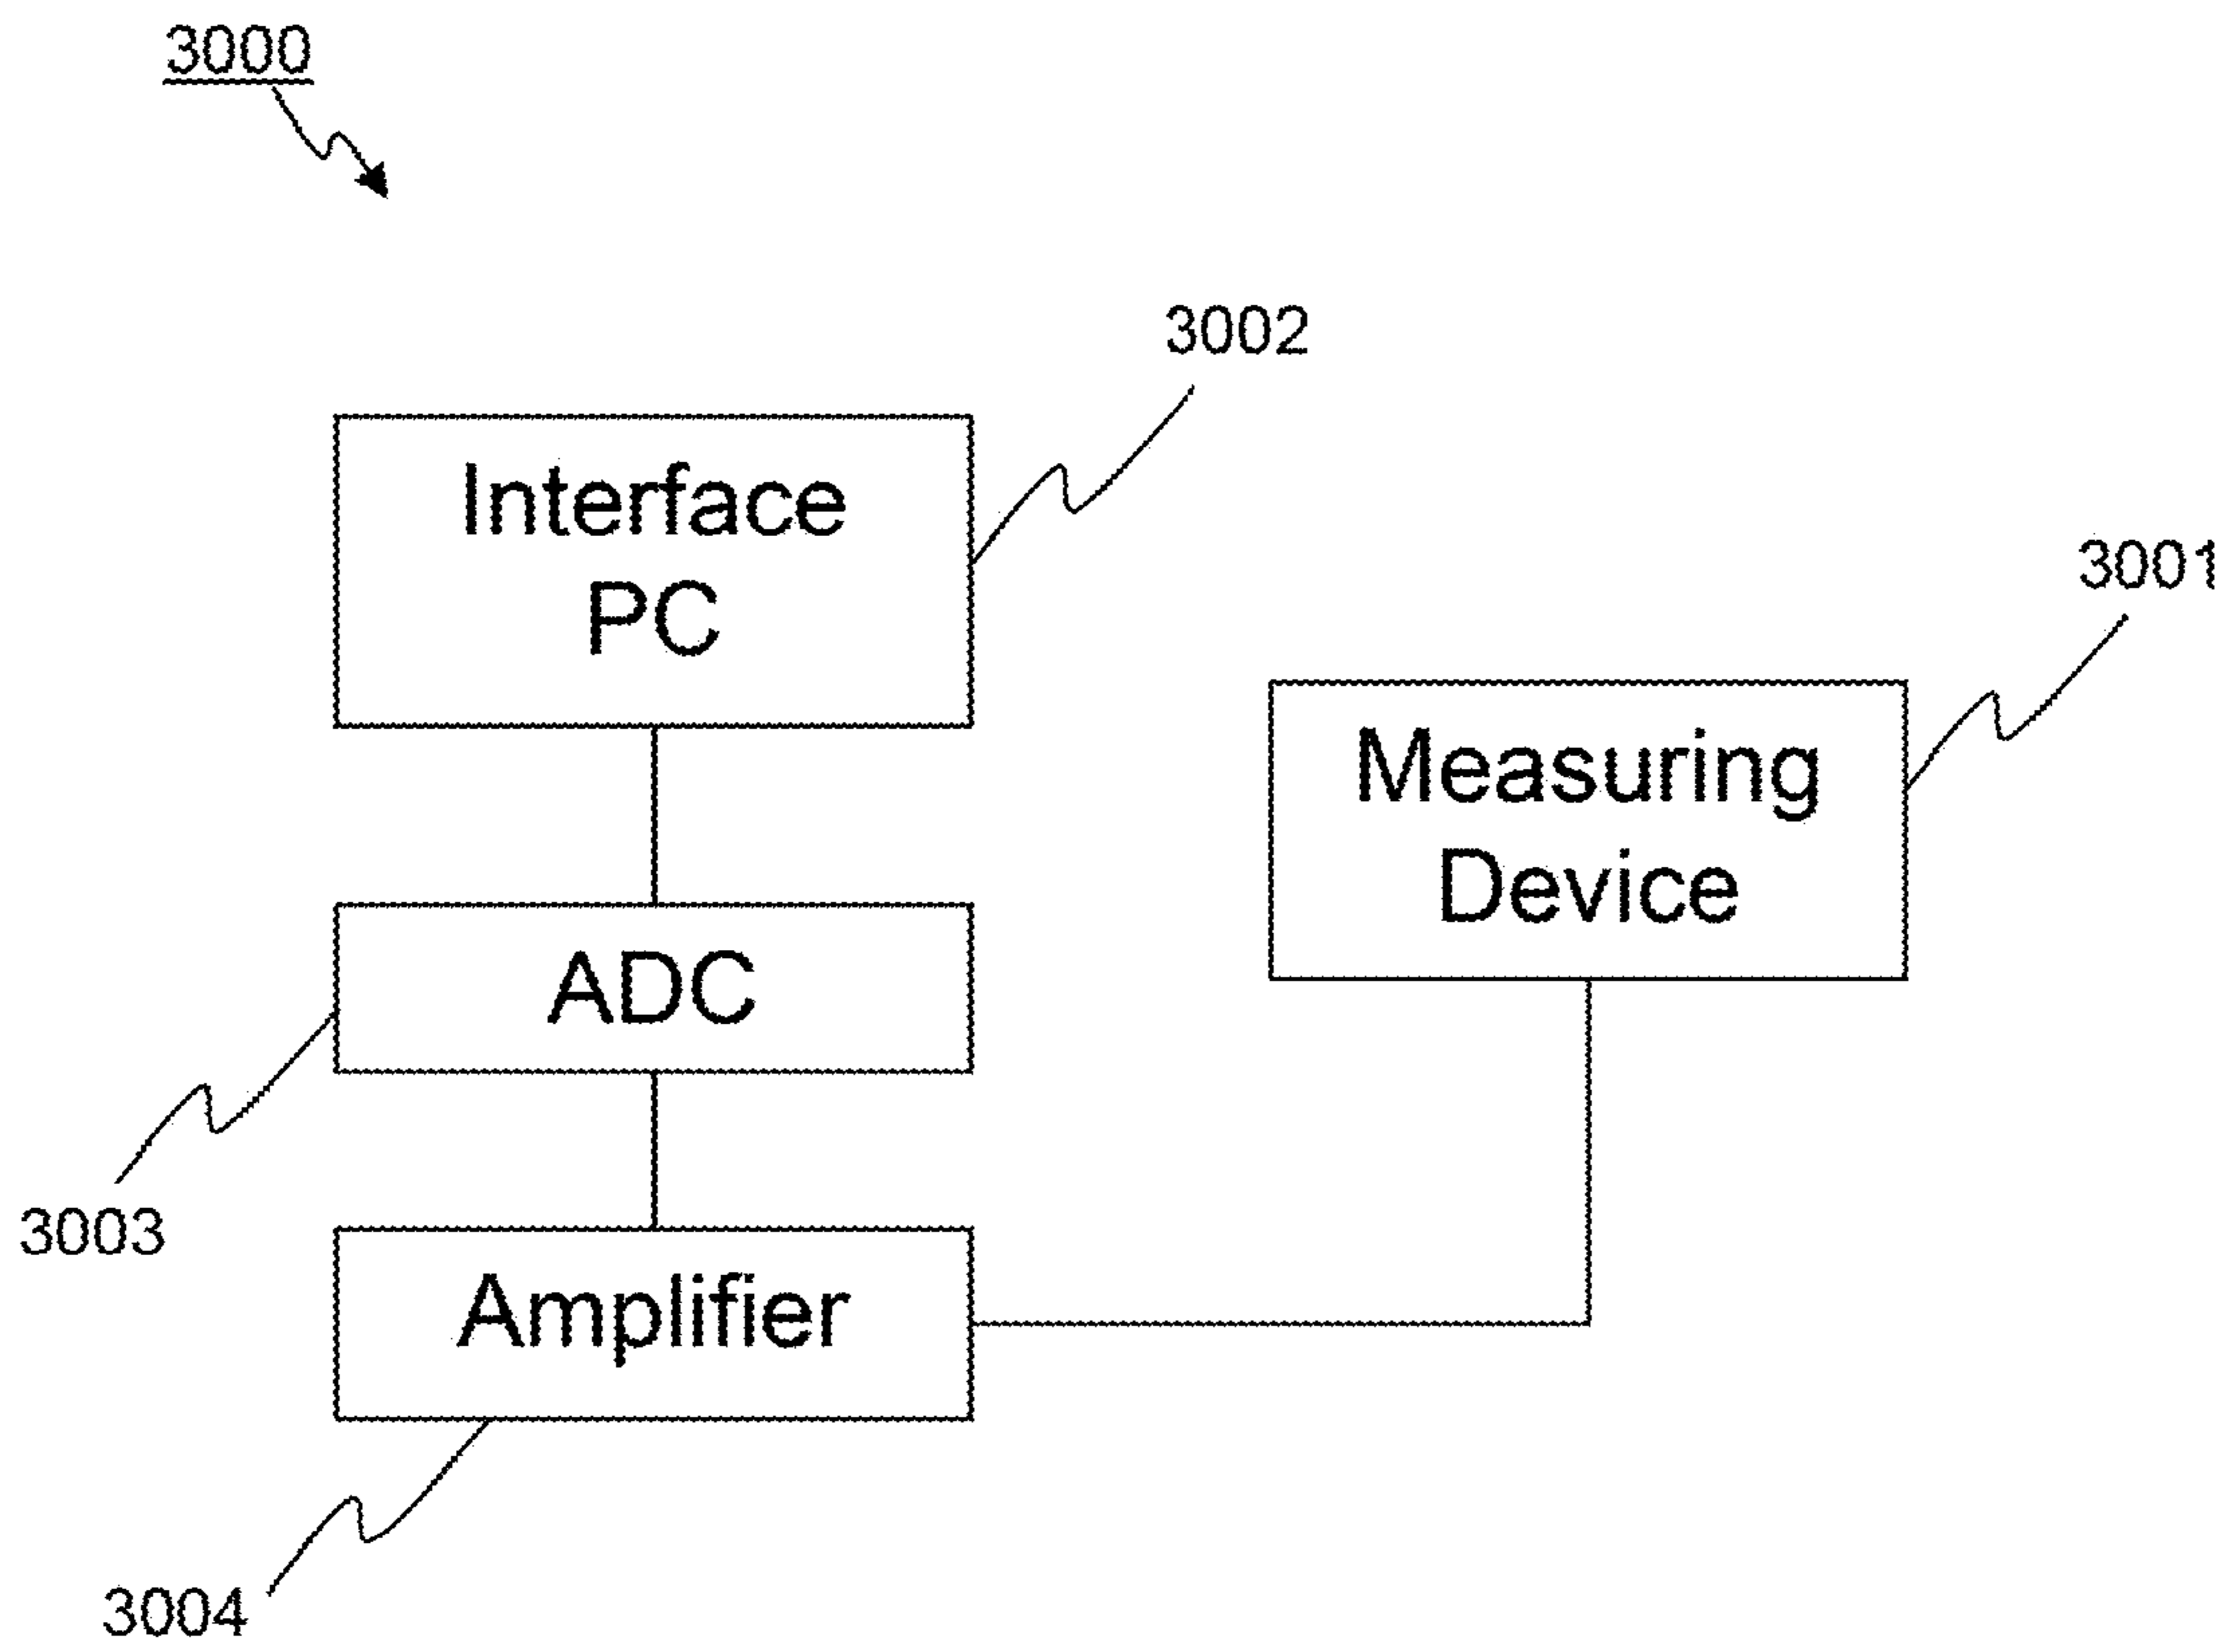 3000
3002
Interface
PC
3001
Measuring
Device
ADC
3003
Amplifier
3004